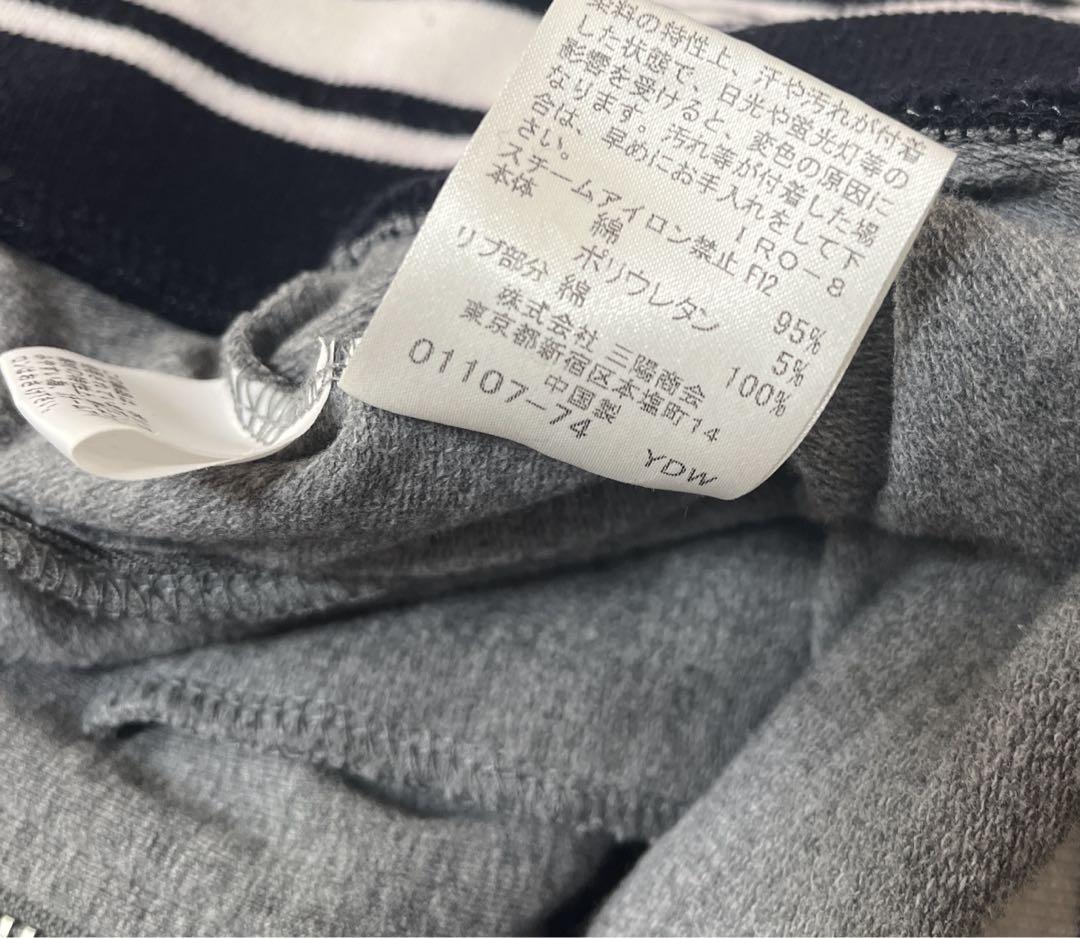 染料の特性上、汗や汚れが付着
した状態で、日光や蛍光灯等の
影響を受けると、変色の原因に
なります。汚れ等が付着した場
合は、早めにお手入れをして下
さい。 IRO-8
スチームアイロン禁止 F12
本体 綿 95%
ポリウレタン 5%
リブ部分 綿 100%
株式会社 三陽商会
東京都新宿区本塩町14
中国製
01107-74 YDW